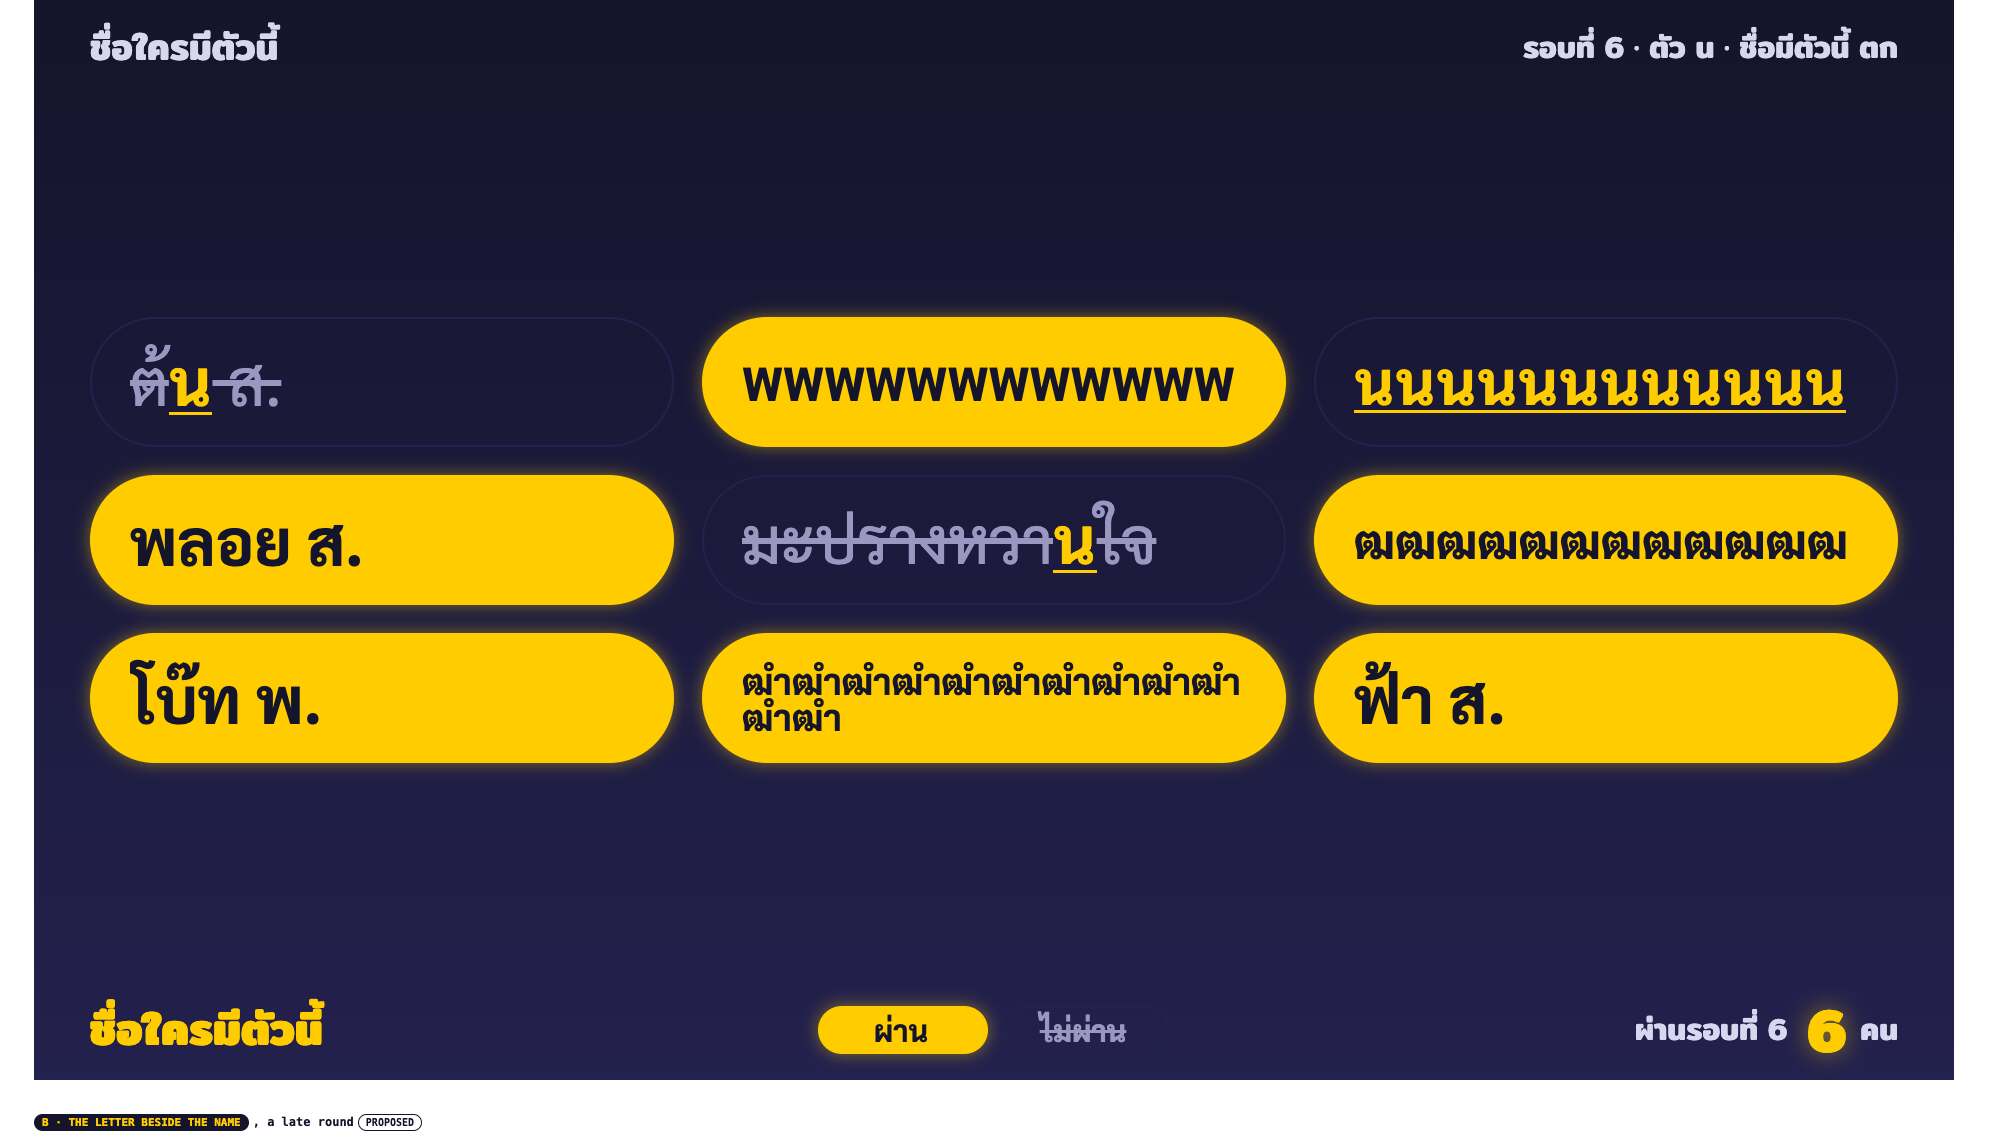 ชื่อใครมีตัวนี้
รอบที่ 6 · ตัว น · ชื่อมีตัวนี้ ตก
ต้น ส.
WWWWWWWWWWWW
นนนนนนนนนนนน
พลอย ส.
มะปรางหวานใจ
ฒฒฒฒฒฒฒฒฒฒฒฒ
โบ๊ท พ.
ฒำฒำฒำฒำฒำฒำฒำฒำฒำฒำ
ฒำฒำ
ฟ้า ส.
ชื่อใครมีตัวนี้
ผ่าน
ไม่ผ่าน
ผ่านรอบที่ 6 6 คน
B · THE LETTER BESIDE THE NAME , a late round PROPOSED